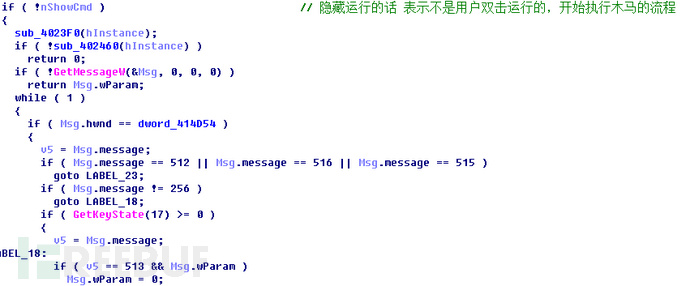 if ( !nShowCmd ) // 隐藏运行的话 表示不是用户双击运行的，开始执行木马的流程
{
sub_4023F0(hInstance);
if ( !sub_402460(hInstance) )
return 0;
if ( !GetMessageW(&Msg, 0, 0, 0) )
return Msg.wParam;
while ( 1 )
{
if ( Msg.hwnd == dword_414D54 )
{
v5 = Msg.message;
if ( Msg.message == 512 || Msg.message == 516 || Msg.message == 515 )
goto LABEL_23;
if ( Msg.message != 256 )
goto LABEL_18;
if ( GetKeyState(17) >= 0 )
{
v5 = Msg.message;
ABEL_18:
if ( v5 == 513 && Msg.wParam )
Msg.wParam = 0;
REEBUF